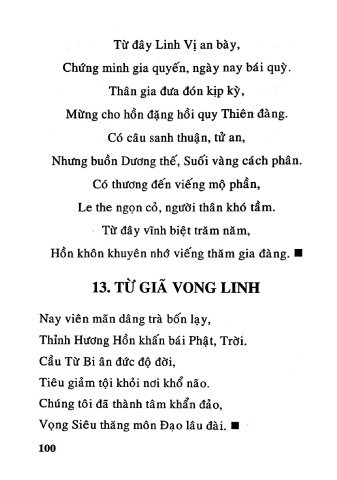 Từ đây Linh Vị an bày,
Chứng minh gia quyến, ngày nay bái quỳ.
Thân gia đưa đón kịp kỳ,
Mừng cho hồn đặng hồi quy Thiên đàng.
Có câu sanh thuận, tử an,
Nhưng buồn Dương thế, Suối vàng cách phân.
Có thương đến viếng mộ phần,
Le the ngọn cỏ, người thân khó tầm.
Từ đây vĩnh biệt trăm năm,
Hồn khôn khuyên nhớ viếng thăm gia đàng. ■
13. TỪ GIÃ VONG LINH
Nay viên mãn dâng trà bốn lạy,
Thỉnh Hương Hồn khấn bái Phật, Trời.
Cầu Từ Bi ân đức độ đời,
Tiêu giảm tội khỏi nơi khổ não.
Chúng tôi đã thành tâm khẩn đảo,
Vọng Siêu thăng môn Đạo lâu dài. ■
100